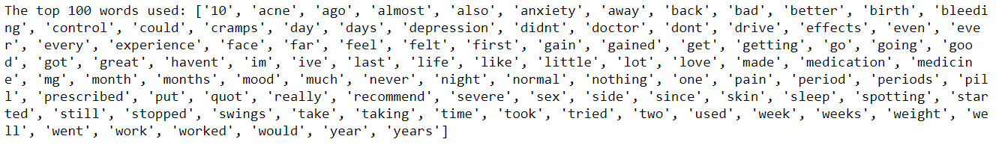 The top 100 words used: ['10', 'acne', 'ago', 'almost', 'also', 'anxiety', 'away', 'back', 'bad', 'better', 'birth', 'bleedi
ng', 'control', 'could', 'cramps', 'day', 'days', 'depression', 'didnt', 'doctor', 'dont', 'drive', 'effects', 'even', 'eve
r', 'every', 'experience', 'face', 'far', 'feel', 'felt', 'first', 'gain', 'gained', 'get', 'getting', 'go', 'going', 'goo
d', 'got', 'great', 'havent', 'im', 'ive', 'last', 'life', 'like', 'little', 'lot', 'love', 'made', 'medication', 'medicin
e', 'mg', 'month', 'months', 'mood', 'much', 'never', 'night', 'normal', 'nothing', 'one', 'pain', 'period', 'periods', 'pil
l', 'prescribed', 'put', 'quot', 'really', 'recommend', 'severe', 'sex', 'side', 'since', 'skin', 'sleep', 'spotting', 'star
ted', 'still', 'stopped', 'swings', 'take', 'taking', 'time', 'took', 'tried', 'two', 'used', 'week', 'weeks', 'weight', 'we
ll', 'went', 'work', 'worked', 'would', 'year', 'years']